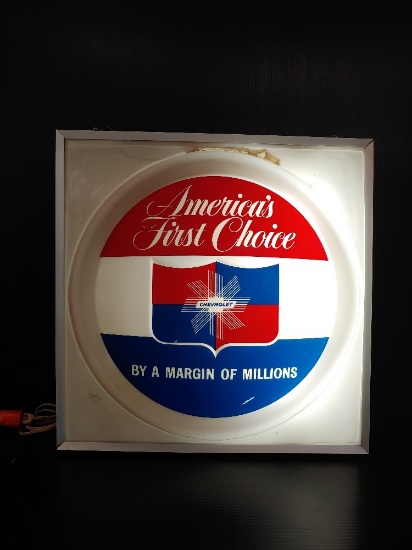 America's
First Choice
CHEVROLET
BY A MARGIN OF MILLIONS